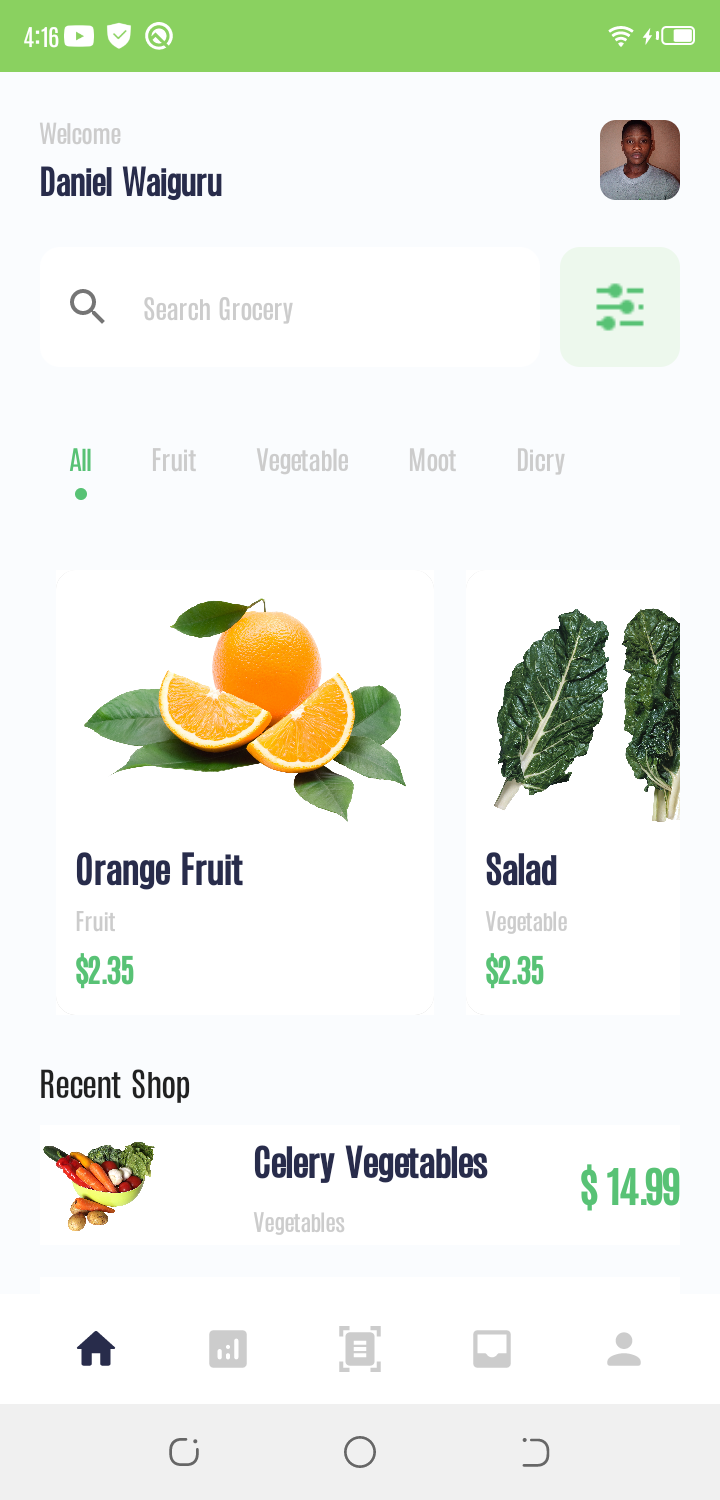 4:16
Welcome
Daniel Waiguru
Search Grocery
All Fruit Vegetable Moot Dicry
Orange Fruit
Fruit
$2.35
Salad
Vegetable
$2.35
Recent Shop
Celery Vegetables
Vegetables
$ 14.99